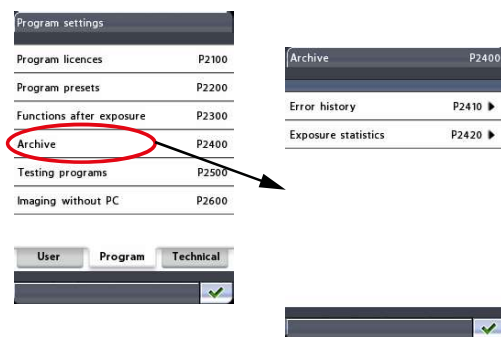 Program settings
Program licences P2100
Program presets P2200
Functions after exposure P2300
Archive P2400
Testing programs P2500
Imaging without PC P2600
User Program Technical
Archive P2400
Error history P2410
Exposure statistics P2420